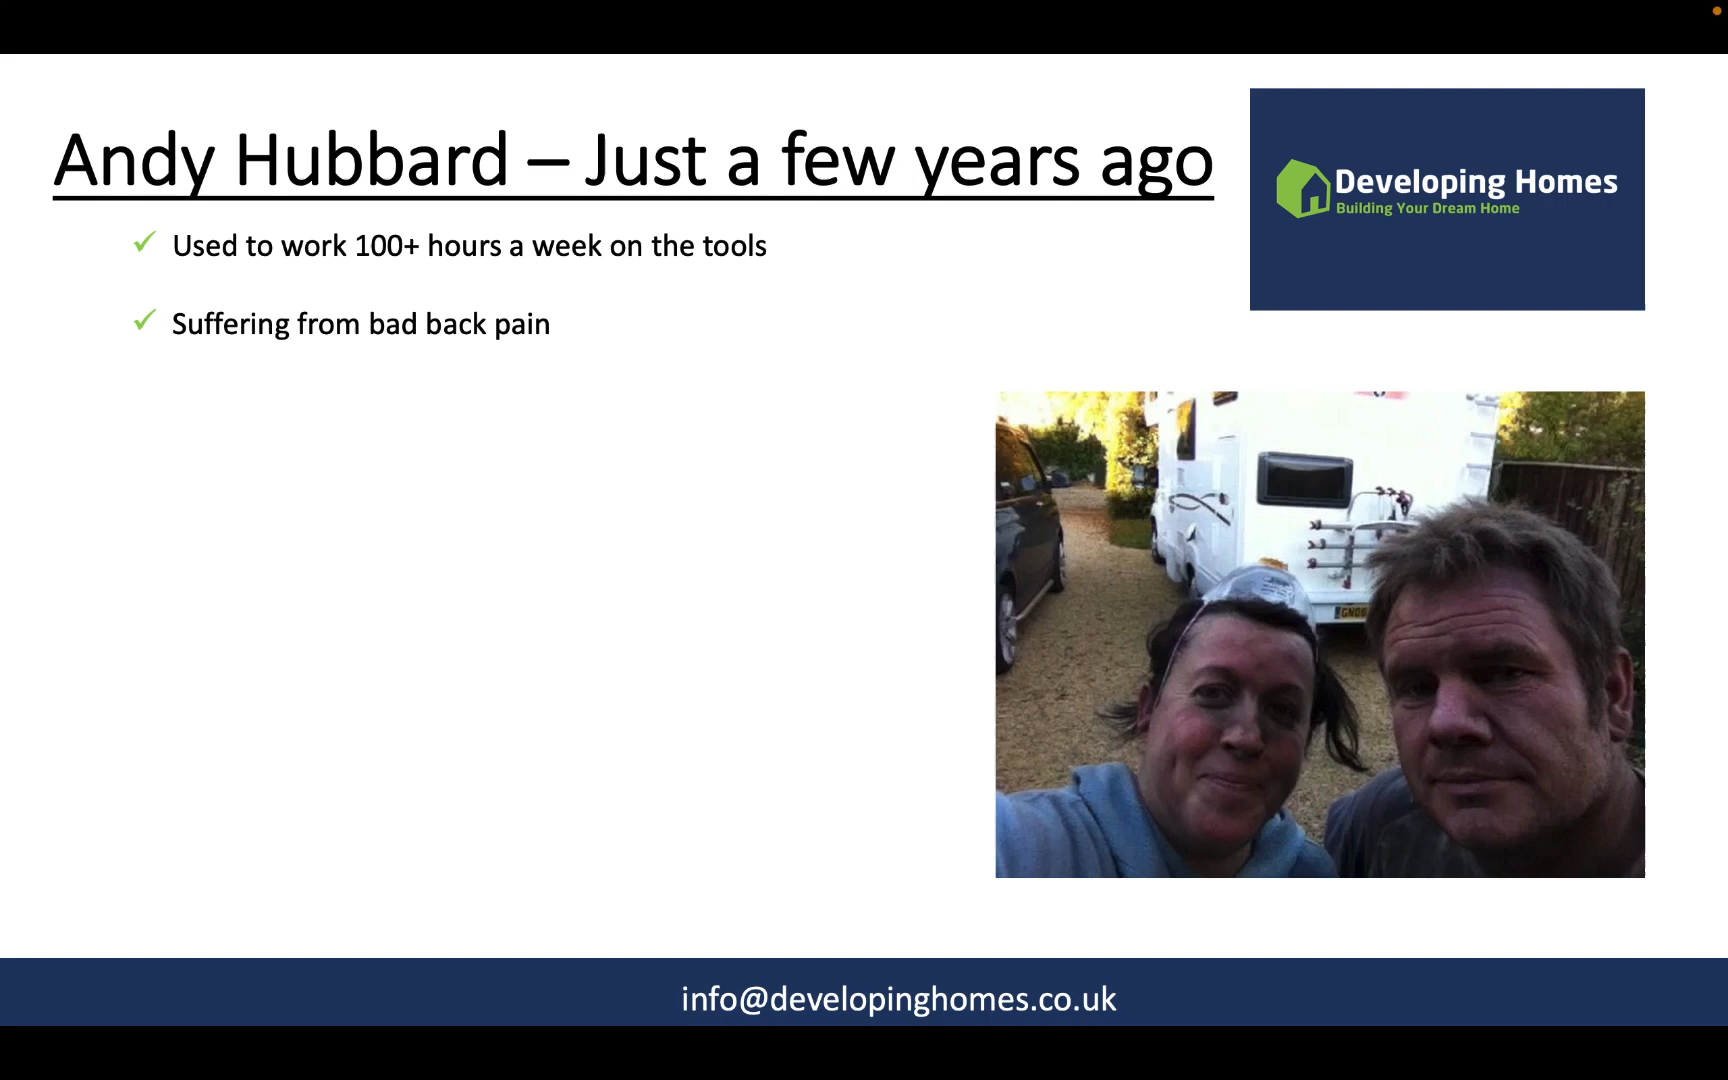 Andy Hubbard – Just a few years ago
Developing Homes
Building Your Dream Home
✓ Used to work 100+ hours a week on the tools
✓ Suffering from bad back pain
GN08
info@developinghomes.co.uk